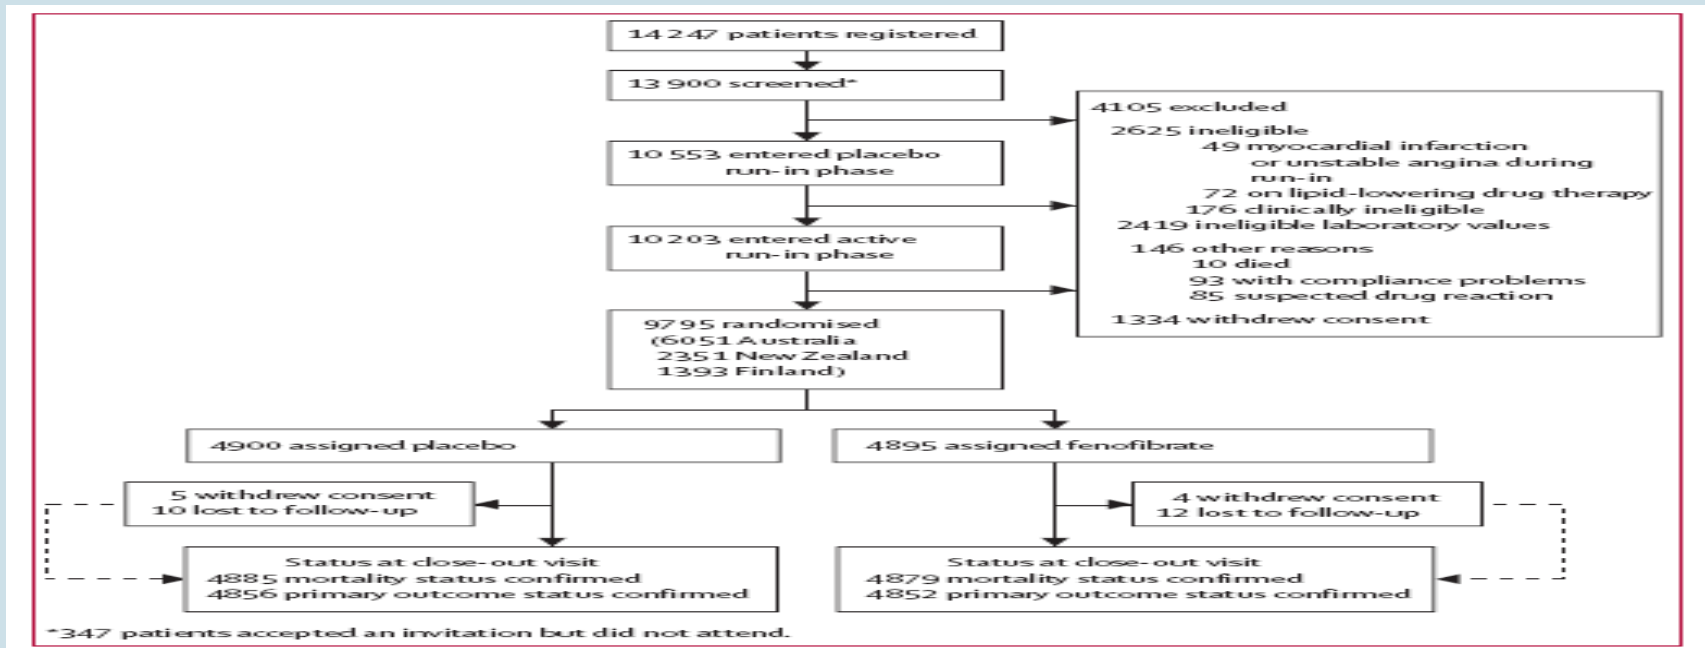 14 247 patients registered
13 900 screened*
4105 excluded
2625 ineligible
49 myocardial infarction
or unstable angina during
run-in
72 on lipid-lowering drug therapy
176 clinically ineligible
2419 ineligible laboratory values
146 other reasons
10 died
93 with compliance problems
85 suspected drug reaction
1334 withdrew consent
10 553 entered placebo
run-in phase
10 203 entered active
run-in phase
9795 randomised
(6051 Australia
2351 New Zealand
1393 Finland)
4900 assigned placebo
4895 assigned fenofibrate
5 withdrew consent
10 lost to follow-up
4 withdrew consent
12 lost to follow-up
Status at close-out visit
4885 mortality status confirmed
4856 primary outcome status confirmed
Status at close-out visit
4879 mortality status confirmed
4852 primary outcome status confirmed
*347 patients accepted an invitation but did not attend.